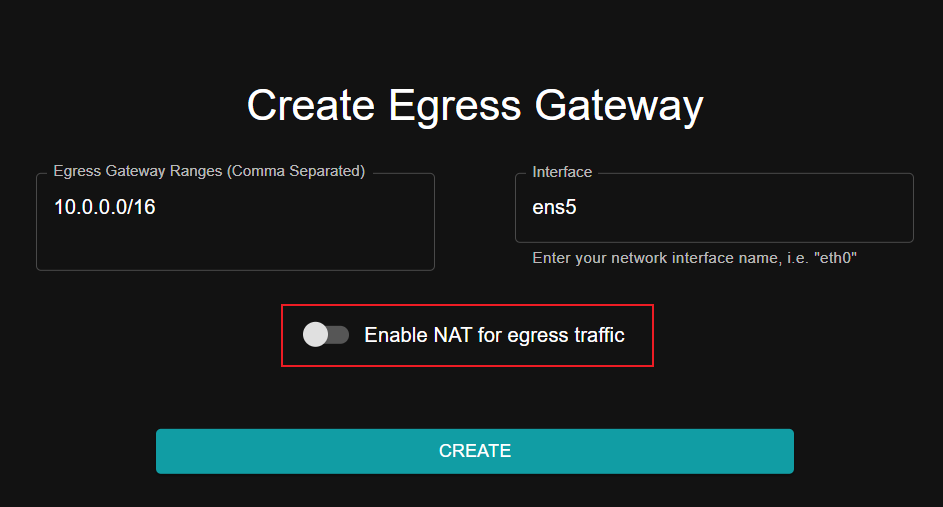 Create Egress Gateway
Egress Gateway Ranges (Comma Separated)
10.0.0.0/16
Interface
ens5
Enter your network interface name, i.e. "eth0"
Enable NAT for egress traffic
CREATE